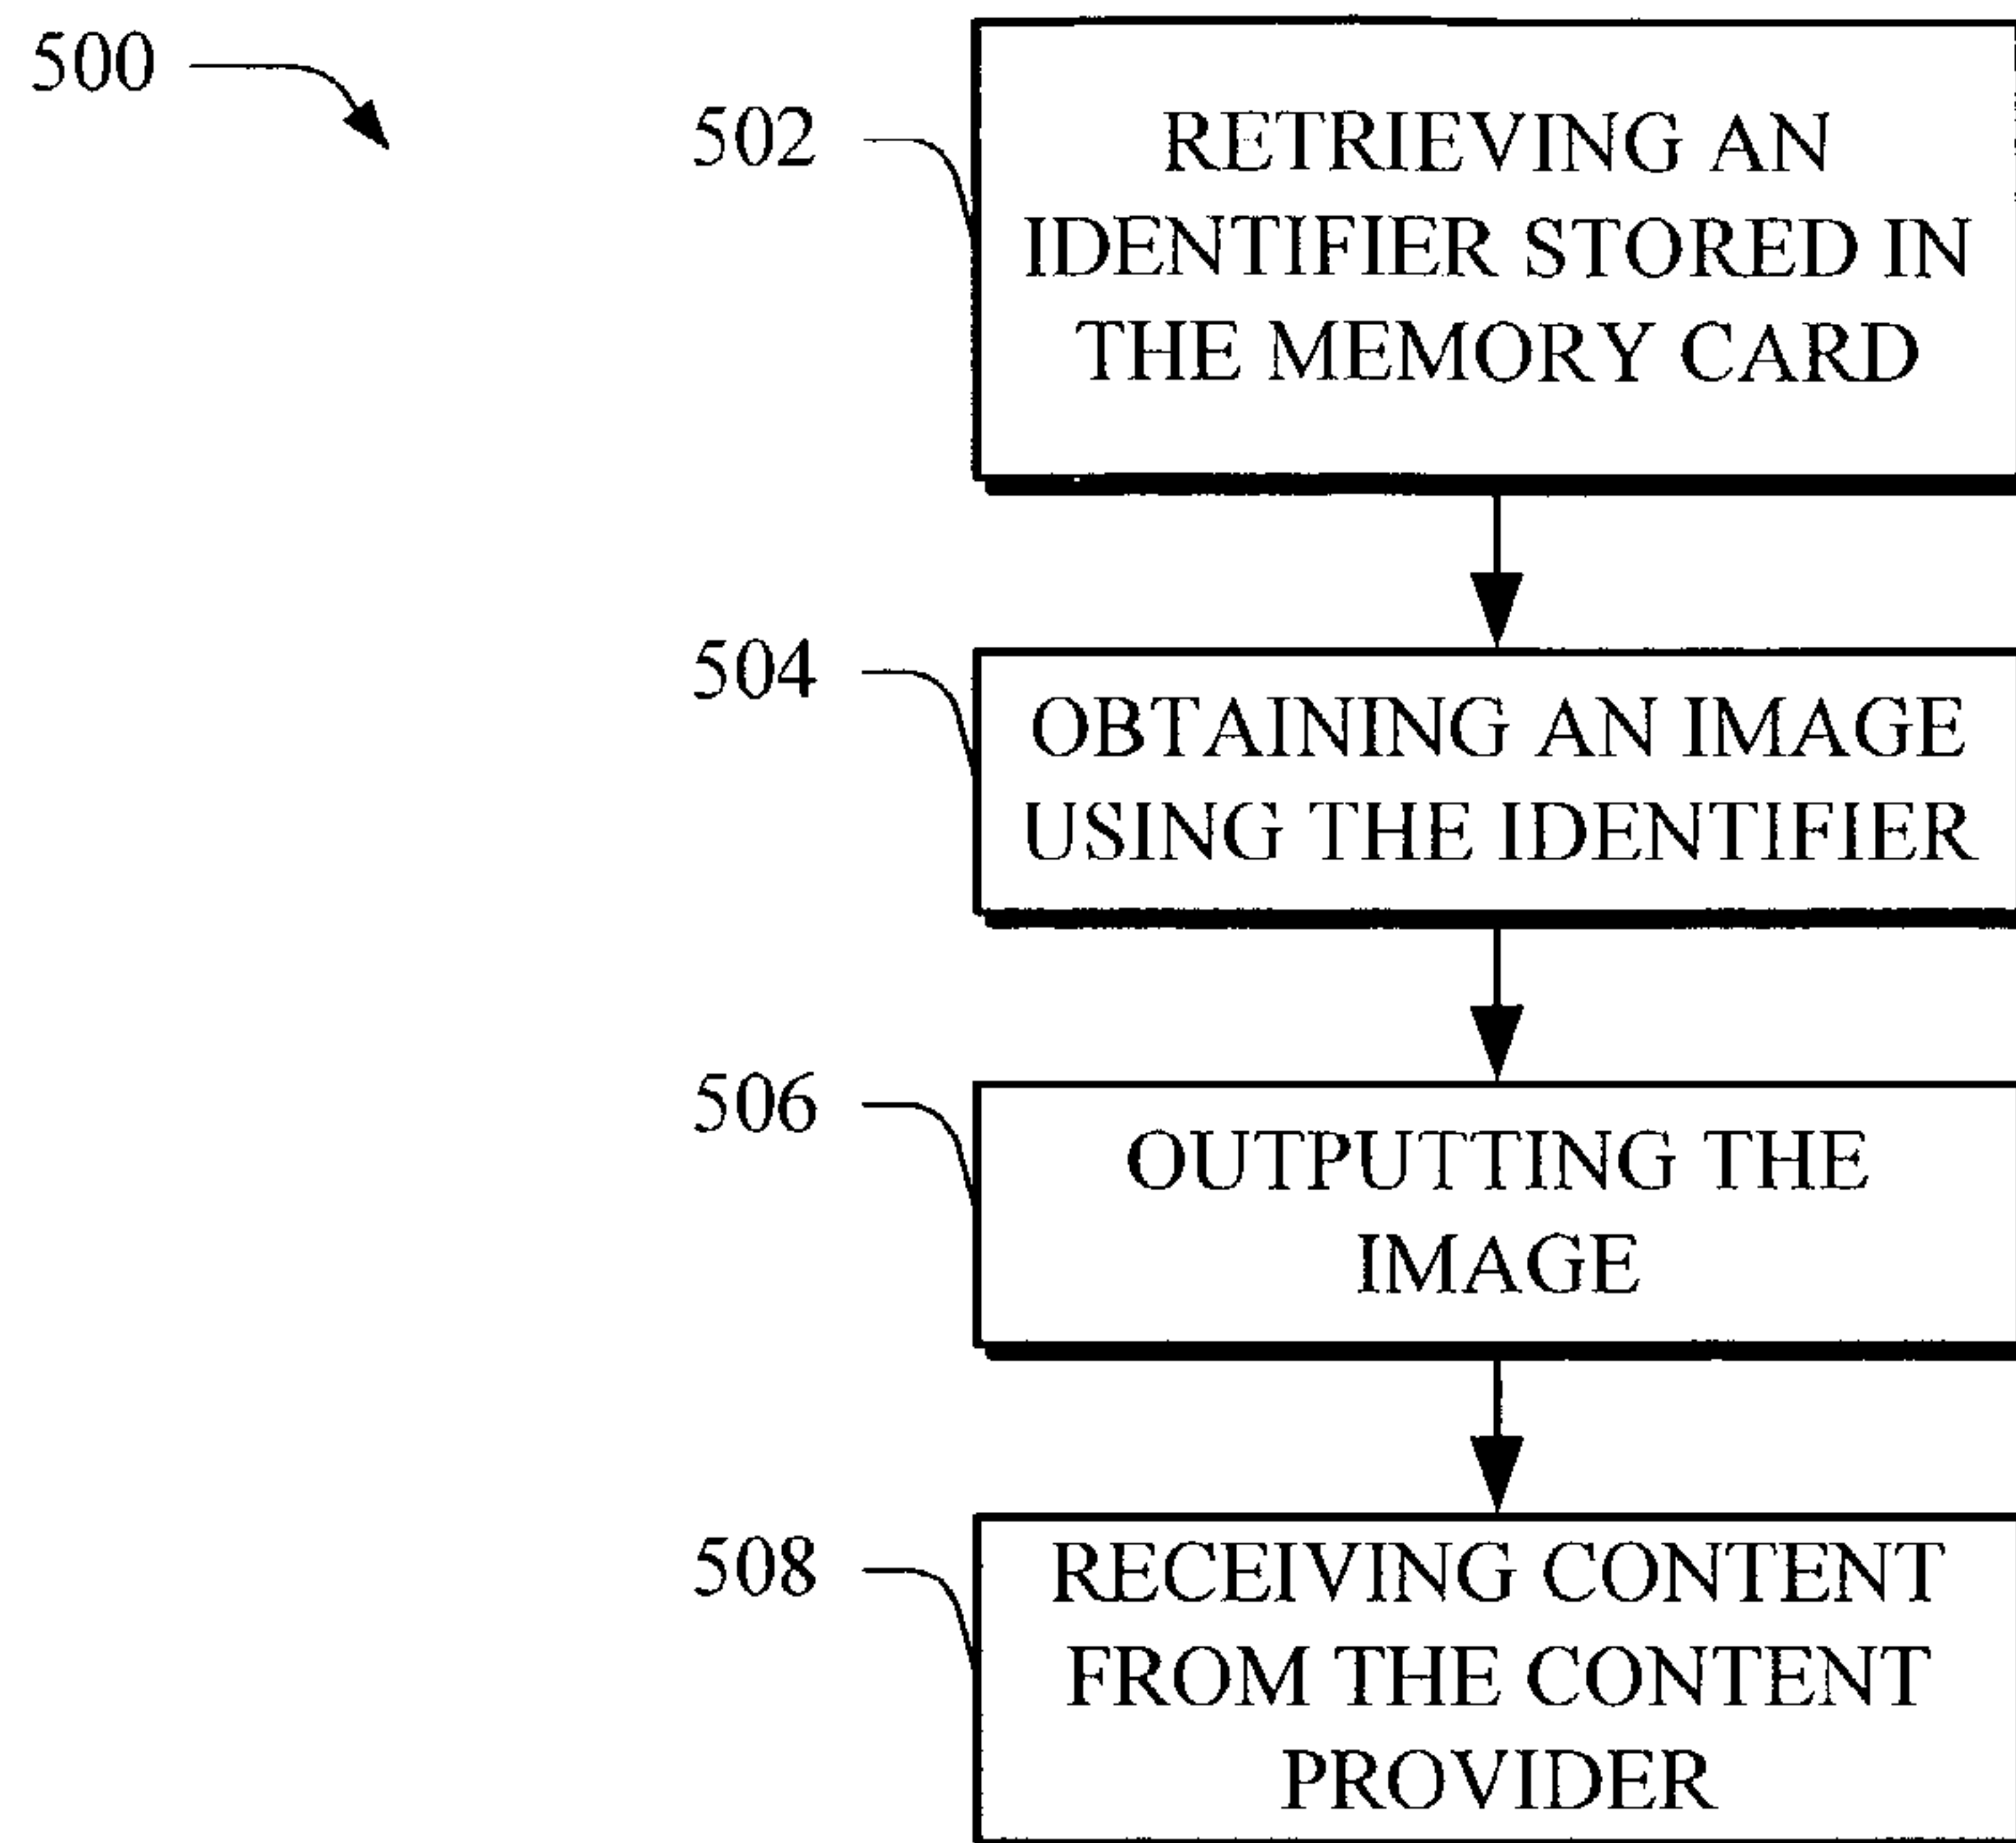 500
502
RETRIEVING AN
IDENTIFIER STORED IN
THE MEMORY CARD
504
OBTAINING AN IMAGE
USING THE IDENTIFIER
506
OUTPUTTING THE
IMAGE
508
RECEIVING CONTENT
FROM THE CONTENT
PROVIDER